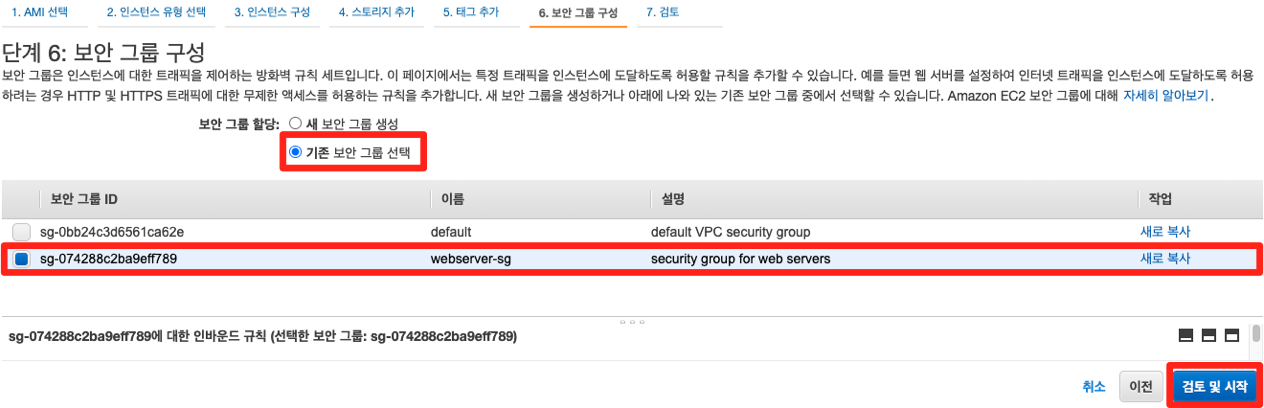 1. AMI 선택 2. 인스턴스 유형 선택 3. 인스턴스 구성 4. 스토리지 추가 5. 태그 추가 6. 보안 그룹 구성 7. 검토
단계 6: 보안 그룹 구성
보안 그룹은 인스턴스에 대한 트래픽을 제어하는 방화벽 규칙 세트입니다. 이 페이지에서는 특정 트래픽을 인스턴스에 도달하도록 허용할 규칙을 추가할 수 있습니다. 예를 들면 웹 서버를 설정하여 인터넷 트래픽을 인스턴스에 도달하도록 허용
하려는 경우 HTTP 및 HTTPS 트래픽에 대한 무제한 액세스를 허용하는 규칙을 추가합니다. 새 보안 그룹을 생성하거나 아래에 나와 있는 기존 보안 그룹 중에서 선택할 수 있습니다. Amazon EC2 보안 그룹에 대해 자세히 알아보기.
보안 그룹 할당: 새 보안 그룹 생성
기존 보안 그룹 선택
보안 그룹 ID 이름 설명 작업
sg-0bb24c3d6561ca62e default default VPC security group 새로 복사
sg-074288c2ba9eff789 webserver-sg security group for web servers 새로 복사
sg-074288c2ba9eff789에 대한 인바운드 규칙 (선택한 보안 그룹: sg-074288c2ba9eff789)
취소 이전 검토 및 시작